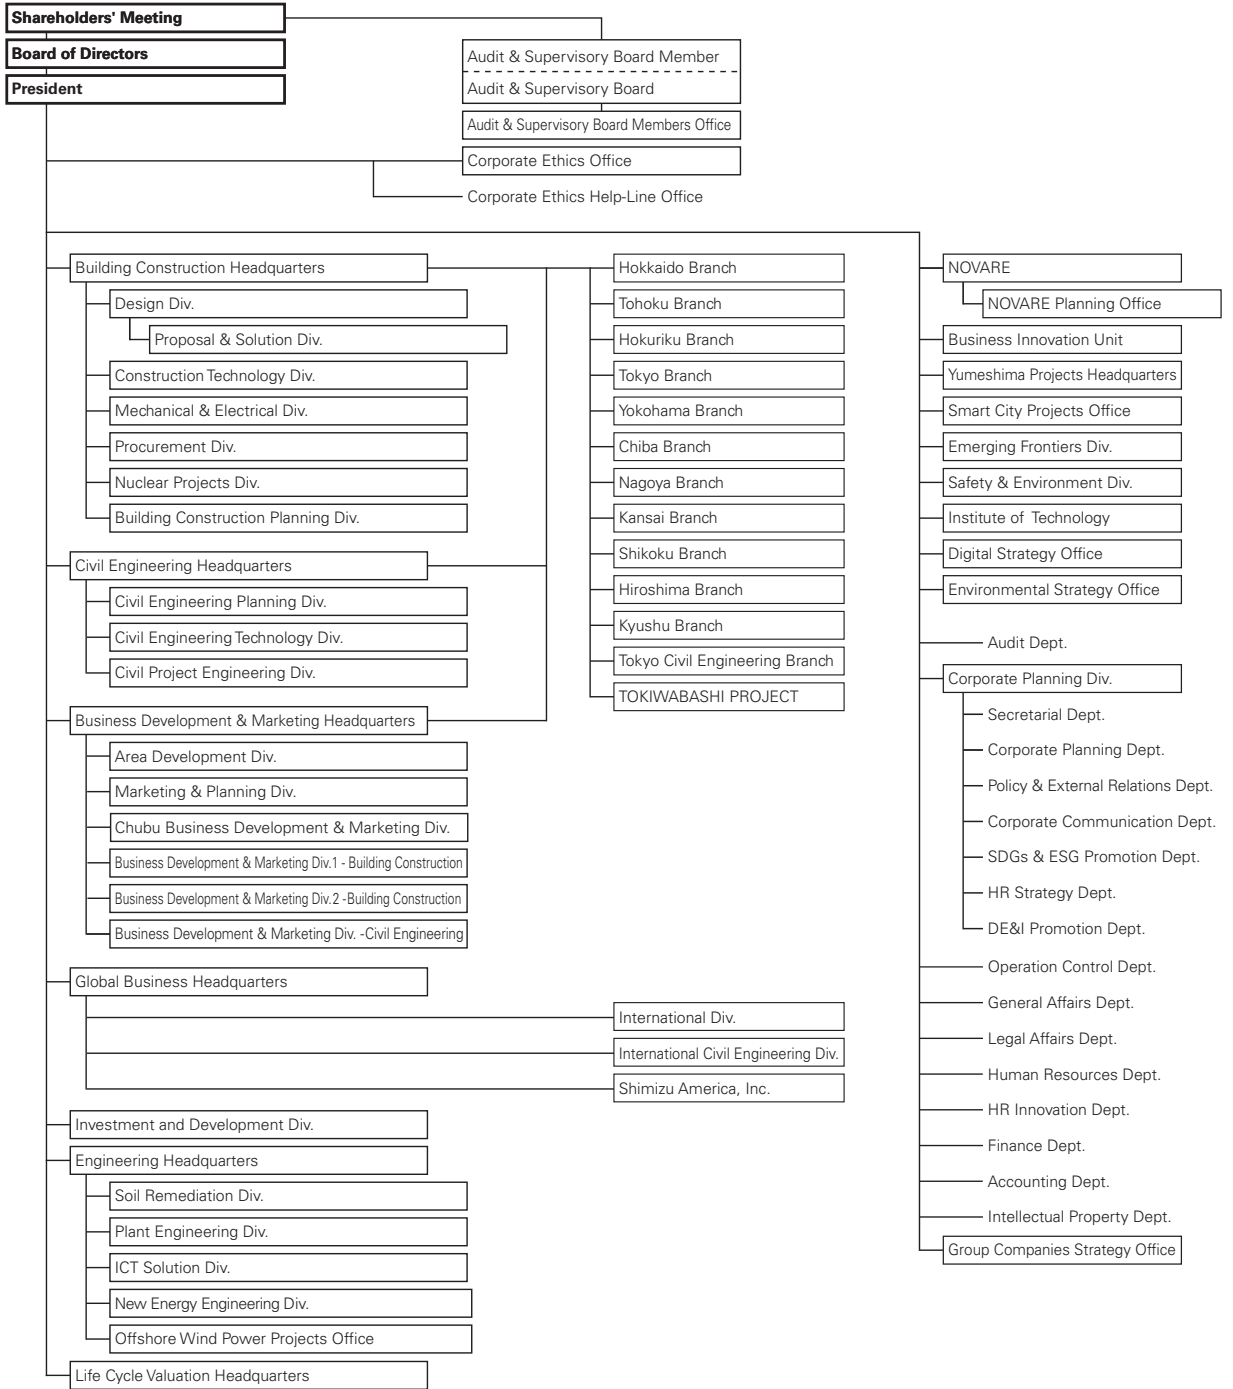 Shareholders' Meeting
Board of Directors
President
Audit & Supervisory Board Member
Audit & Supervisory Board
Audit & Supervisory Board Members Office
Corporate Ethics Office
Corporate Ethics Help-Line Office
Building Construction Headquarters
Design Div.
Proposal & Solution Div.
Construction Technology Div.
Mechanical & Electrical Div.
Procurement Div.
Nuclear Projects Div.
Building Construction Planning Div.
Civil Engineering Headquarters
Civil Engineering Planning Div.
Civil Engineering Technology Div.
Civil Project Engineering Div.
Business Development & Marketing Headquarters
Area Development Div.
Marketing & Planning Div.
Chubu Business Development & Marketing Div.
Business Development & Marketing Div.1 - Building Construction
Business Development & Marketing Div.2 -Building Construction
Business Development & Marketing Div. -Civil Engineering
Global Business Headquarters
Investment and Development Div.
Engineering Headquarters
Soil Remediation Div.
Plant Engineering Div.
ICT Solution Div.
New Energy Engineering Div.
Offshore Wind Power Projects Office
Life Cycle Valuation Headquarters
Hokkaido Branch
Tohoku Branch
Hokuriku Branch
Tokyo Branch
Yokohama Branch
Chiba Branch
Nagoya Branch
Kansai Branch
Shikoku Branch
Hiroshima Branch
Kyushu Branch
Tokyo Civil Engineering Branch
TOKIWABASHI PROJECT
International Div.
International Civil Engineering Div.
Shimizu America, Inc.
NOVARE
NOVARE Planning Office
Business Innovation Unit
Yumeshima Projects Headquarters
Smart City Projects Office
Emerging Frontiers Div.
Safety & Environment Div.
Institute of Technology
Digital Strategy Office
Environmental Strategy Office
Audit Dept.
Corporate Planning Div.
Secretarial Dept.
Corporate Planning Dept.
Policy & External Relations Dept.
Corporate Communication Dept.
SDGs & ESG Promotion Dept.
HR Strategy Dept.
DE&I Promotion Dept.
Operation Control Dept.
General Affairs Dept.
Legal Affairs Dept.
Human Resources Dept.
HR Innovation Dept.
Finance Dept.
Accounting Dept.
Intellectual Property Dept.
Group Companies Strategy Office